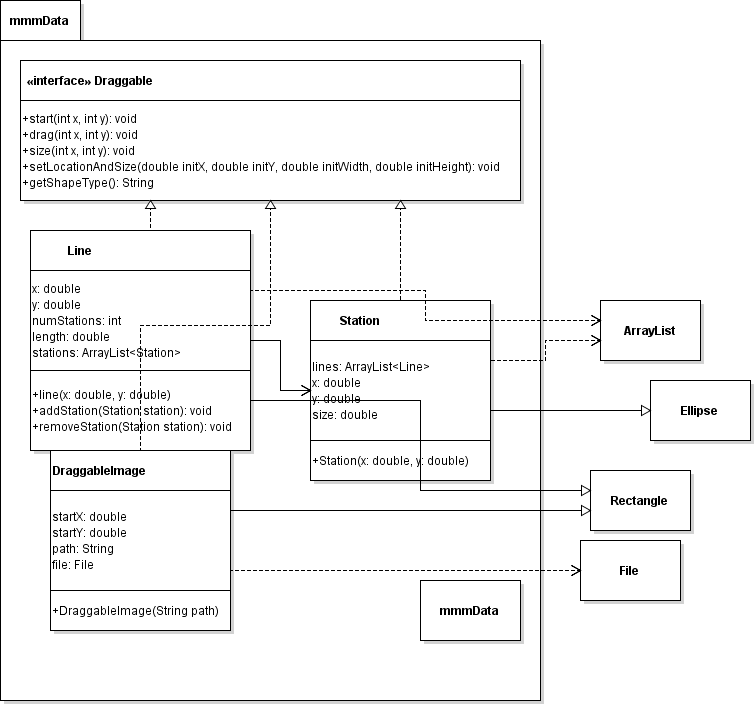 mmmData
«interface» Draggable
+start(int x, int y): void
+drag(int x, int y): void
+size(int x, int y): void
+setLocationAndSize(double initX, double initY, double initWidth, double initHeight): void
+getShapeType(): String
Line
x: double
y: double
numStations: int
length: double
stations: ArrayList<Station>
+line(x: double, y: double)
+addStation(Station station): void
+removeStation(Station station): void
Station
lines: ArrayList<Line>
x: double
y: double
size: double
+Station(x: double, y: double)
ArrayList
Ellipse
Rectangle
File
DraggableImage
startX: double
startY: double
path: String
file: File
+DraggableImage(String path)
mmmData